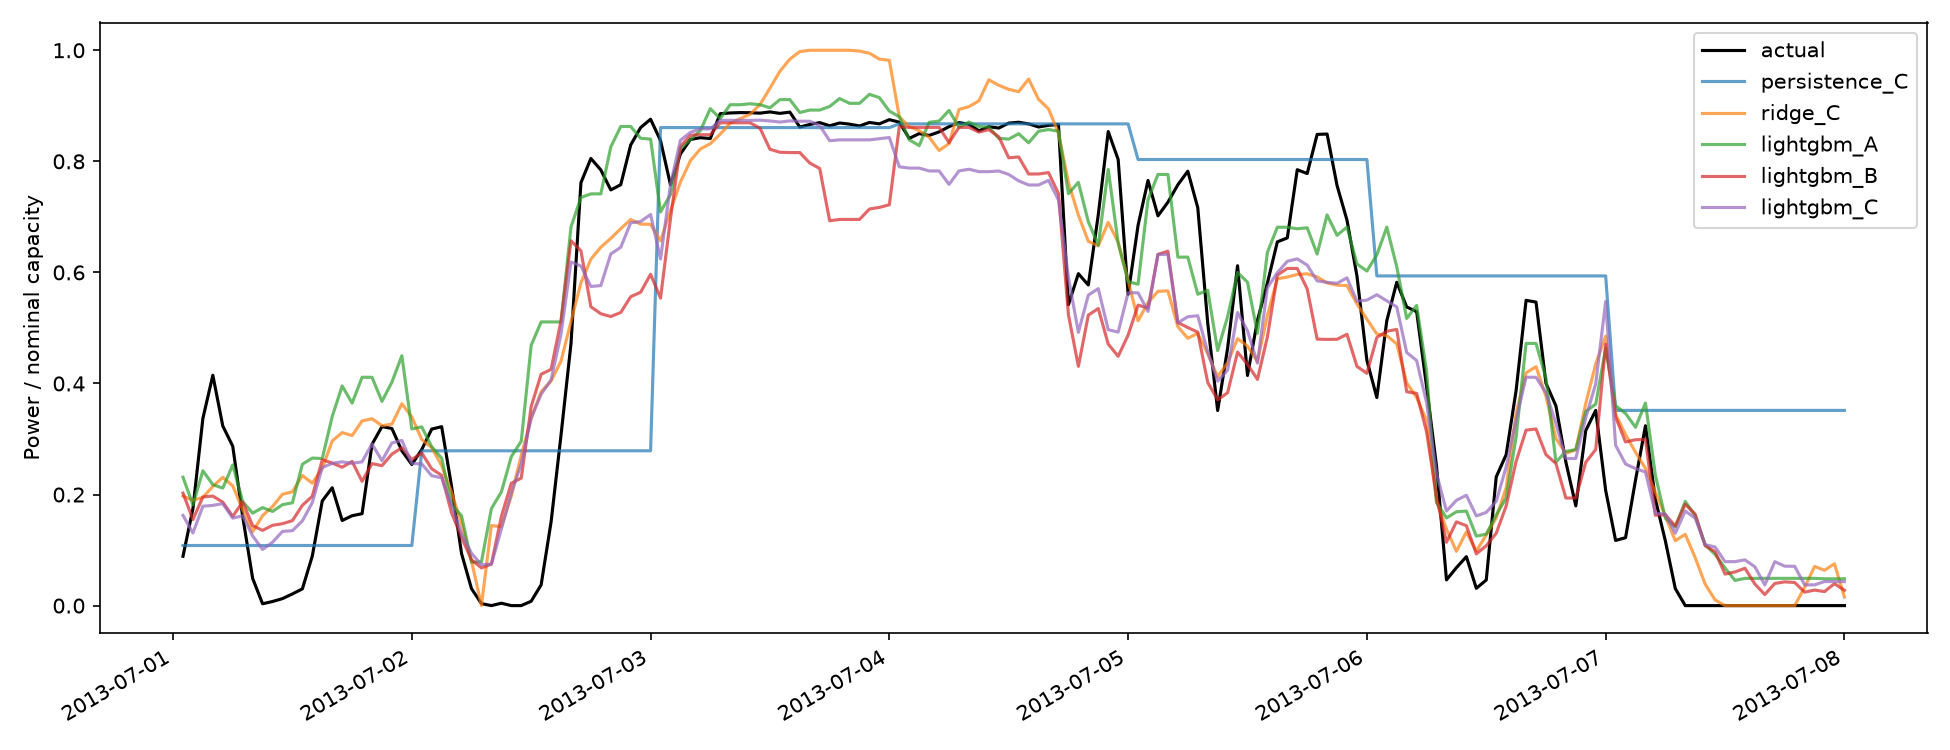 1.0
0.8
0.6
0.4
0.2
0.0
Power / nominal capacity
actual
persistence_C
ridge_C
lightgbm_A
lightgbm_B
lightgbm_C
2013-07-01
2013-07-02
2013-07-03
2013-07-04
2013-07-05
2013-07-06
2013-07-07
2013-07-08